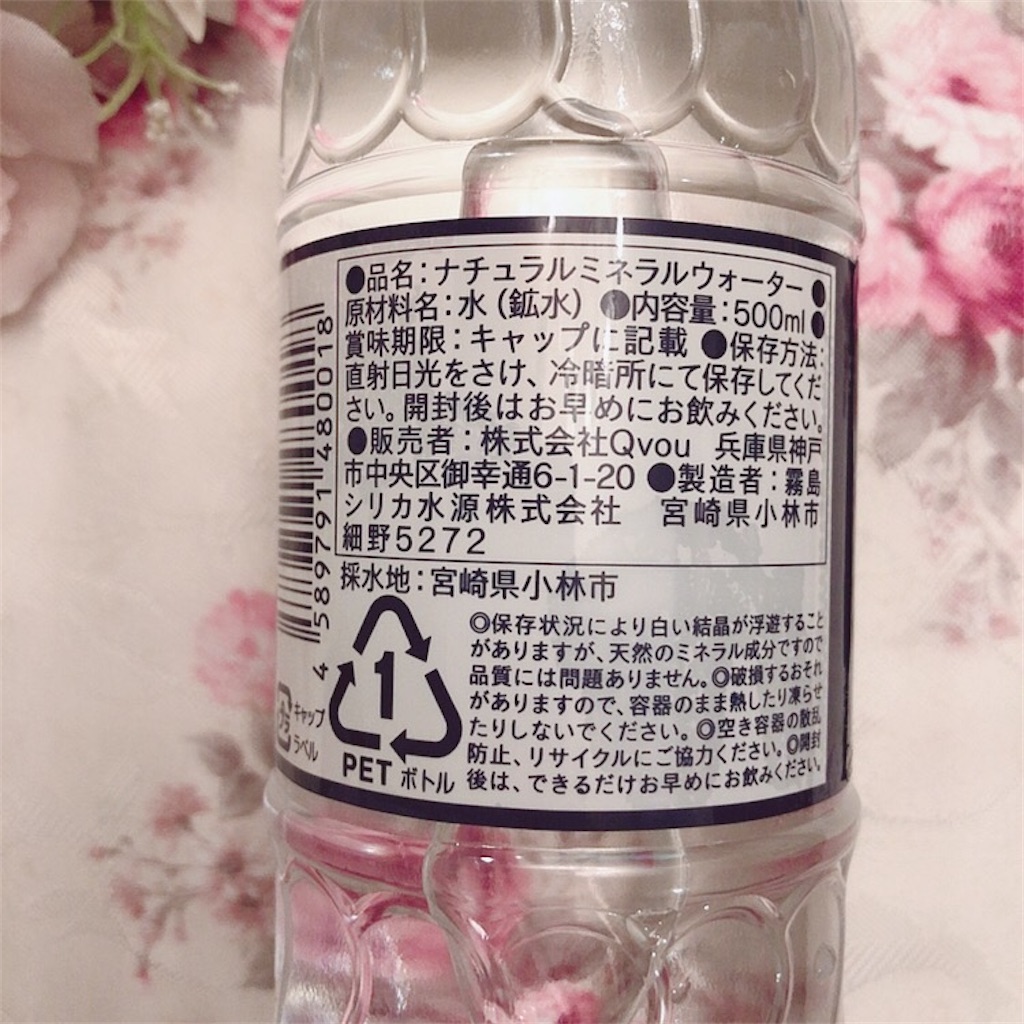 ●品名：ナチュラルミネラルウォーター●
原材料名：水（鉱水） ●内容量：500ml●
賞味期限：キャップに記載 ●保存方法：
直射日光をさけ、冷暗所にて保存してくだ
さい。開封後はお早めにお飲みください。
●販売者：株式会社Qvou 兵庫県神戸
市中央区御幸通6-1-20 ●製造者：霧島
シリカ水源株式会社 宮崎県小林市
細野5272
採水地：宮崎県小林市
◎保存状況により白い結晶が浮遊すること
がありますが、天然のミネラル成分ですので
品質には問題ありません。◎破損するおそれ
がありますので、容器のまま熱したり凍らせ
たりしないでください。◎空き容器の散乱
防止、リサイクルにご協力ください。◎開封
後は、できるだけお早めにお飲みください。
1
PET ボトル
プラ
キャップ
ラベル
4 589791 480018